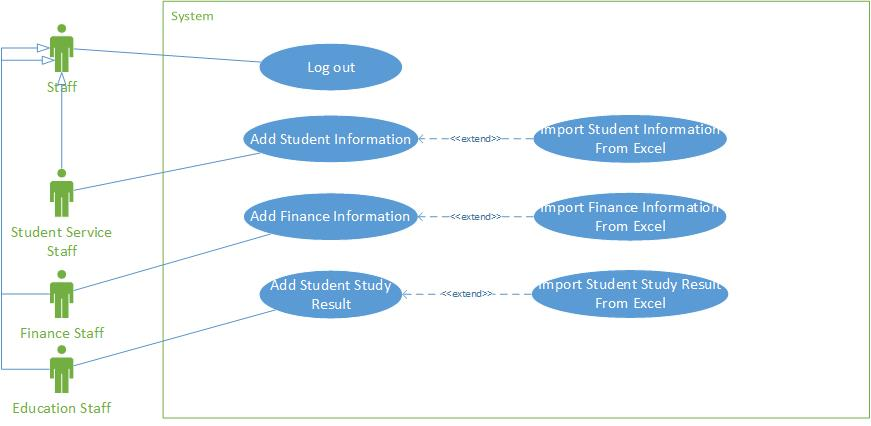 System
Staff
Log out
Add Student Information
<<extend>>
Import Student Information
From Excel
Student Service
Staff
Add Finance Information
<<extend>>
Import Finance Information
From Excel
Finance Staff
Add Student Study
Result
<<extend>>
Import Student Study Result
From Excel
Education Staff